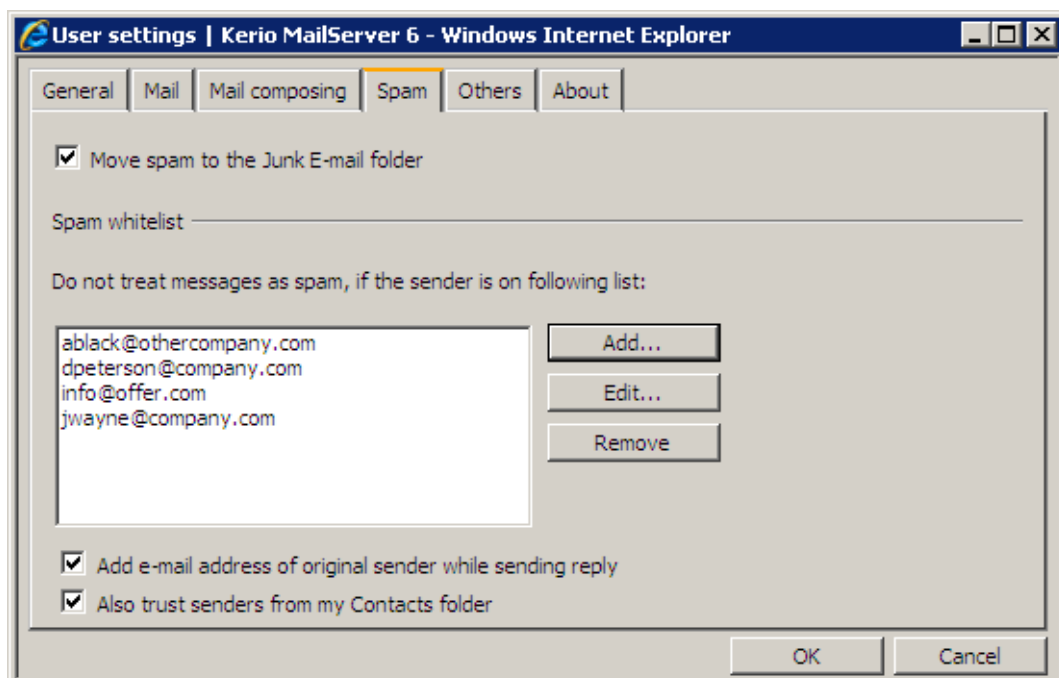 User settings | Kerio MailServer 6 - Windows Internet Explorer
General Mail Mail composing Spam Others About
Move spam to the Junk E-mail folder
Spam whitelist
Do not treat messages as spam, if the sender is on following list:
ablack@othercompany.com
dpeterson@company.com
info@offer.com
jwayne@company.com
Add...
Edit...
Remove
Add e-mail address of original sender while sending reply
Also trust senders from my Contacts folder
OK Cancel